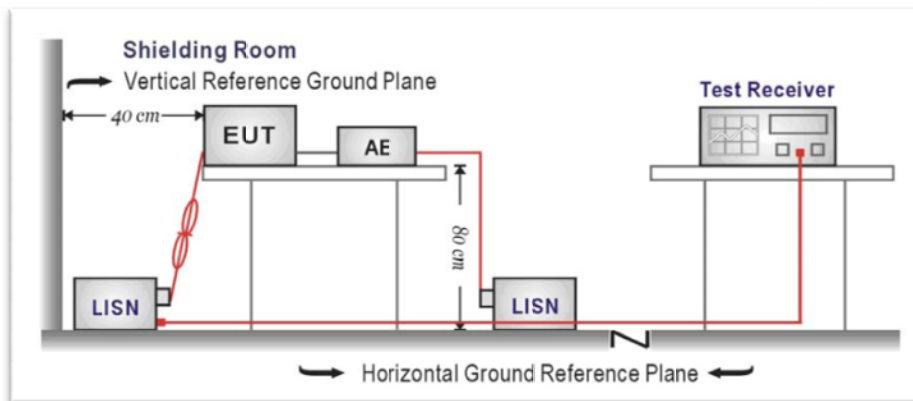 Shielding Room
Vertical Reference Ground Plane
Test Receiver
40 cm
EUT
AE
80 cm
LISN
LISN
Horizontal Ground Reference Plane